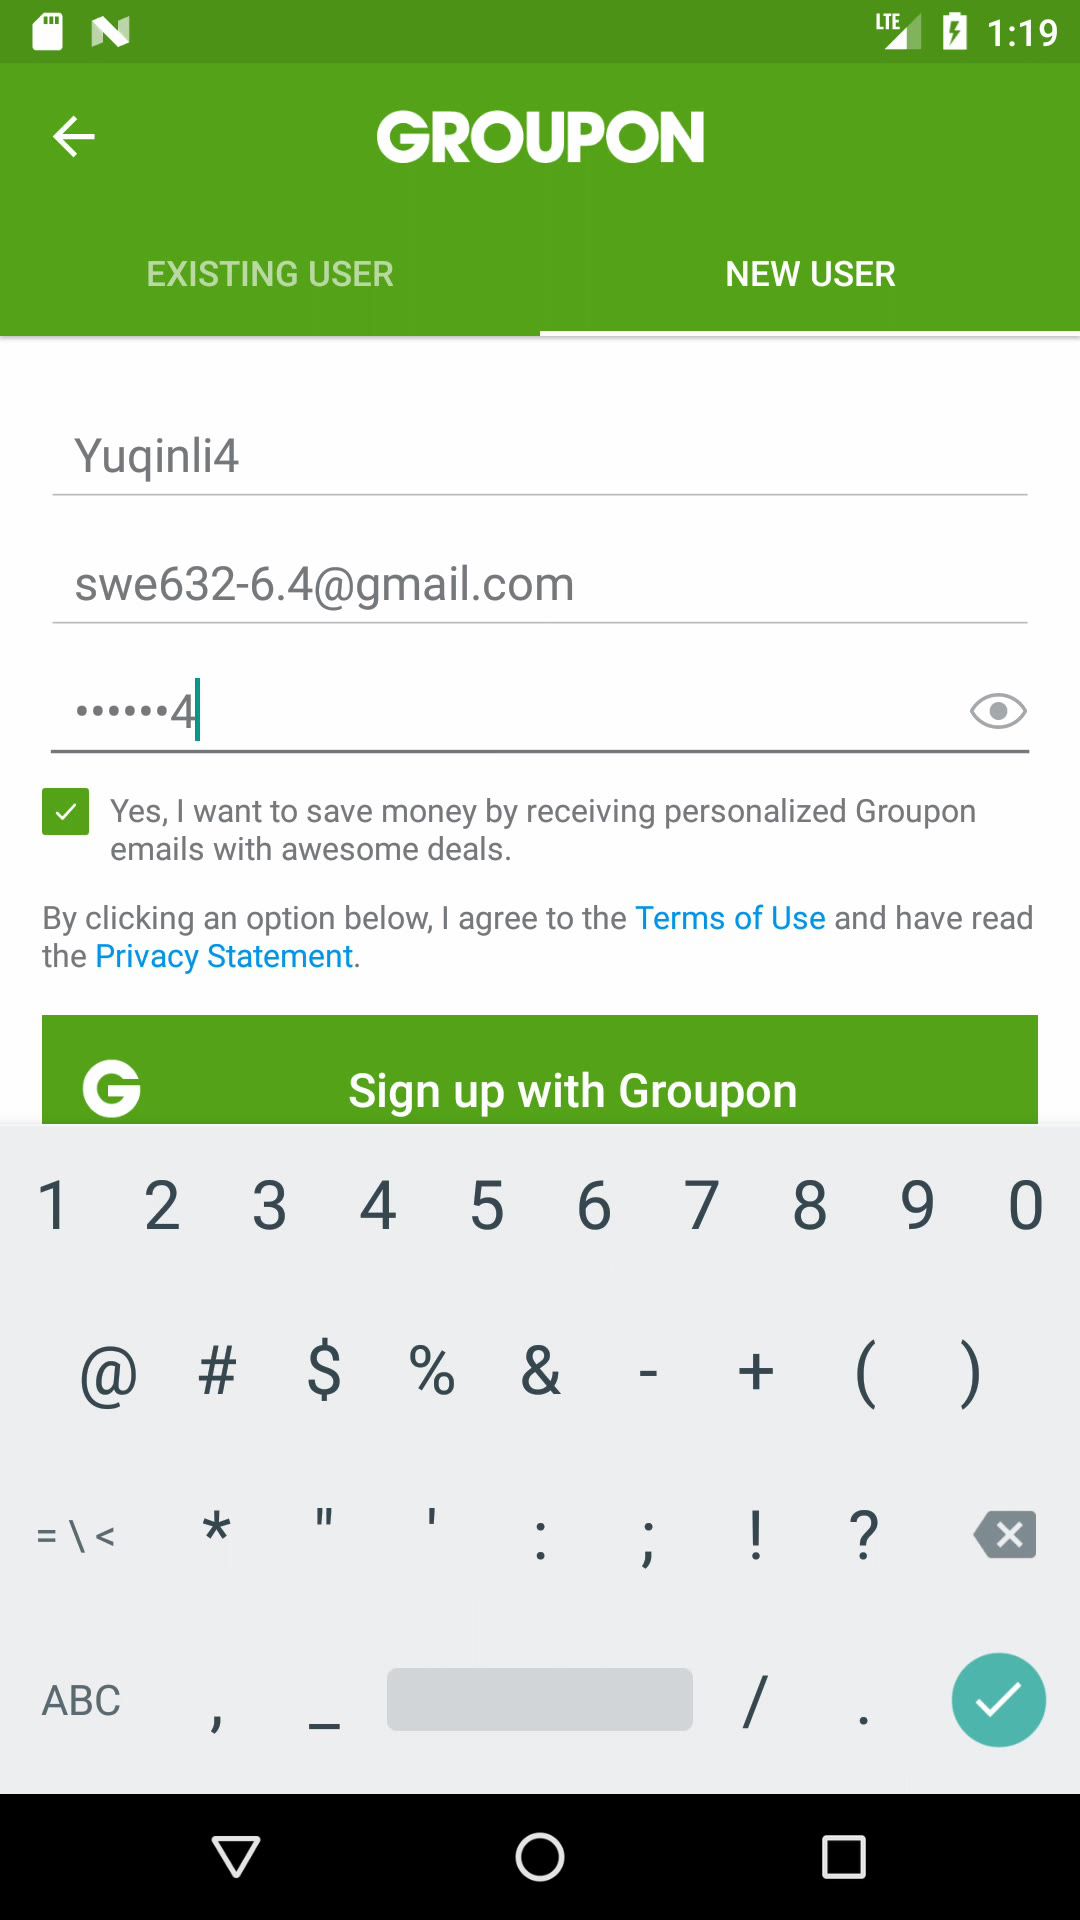 LTE 1:19
GROUPON
EXISTING USER NEW USER
Yuqinli4
swe632-6.4@gmail.com
••••••4
Yes, I want to save money by receiving personalized Groupon
emails with awesome deals.
By clicking an option below, I agree to the Terms of Use and have read
the Privacy Statement.
G Sign up with Groupon
1 2 3 4 5 6 7 8 9 0
@ # $ % & - + ( )
= \ < * " ' : ; ! ?
ABC , _ / .